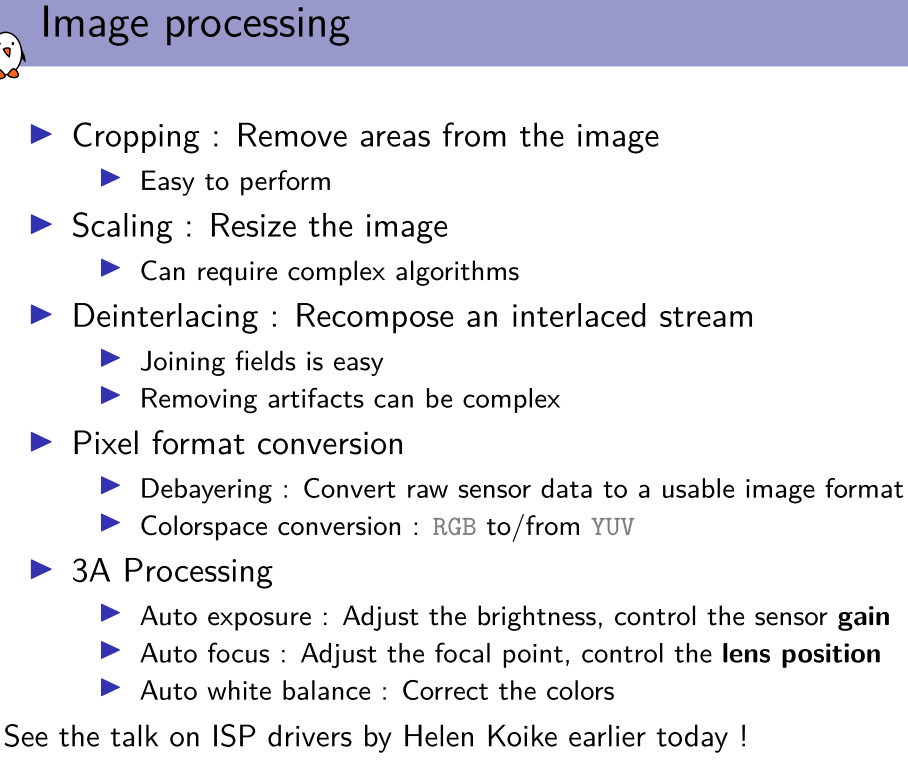 Image processing
Cropping : Remove areas from the image
Easy to perform
Scaling : Resize the image
Can require complex algorithms
Deinterlacing : Recompose an interlaced stream
Joining fields is easy
Removing artifacts can be complex
Pixel format conversion
Debayering : Convert raw sensor data to a usable image format
Colorspace conversion : RGB to/from YUV
3A Processing
Auto exposure : Adjust the brightness, control the sensor gain
Auto focus : Adjust the focal point, control the lens position
Auto white balance : Correct the colors
See the talk on ISP drivers by Helen Koike earlier today !